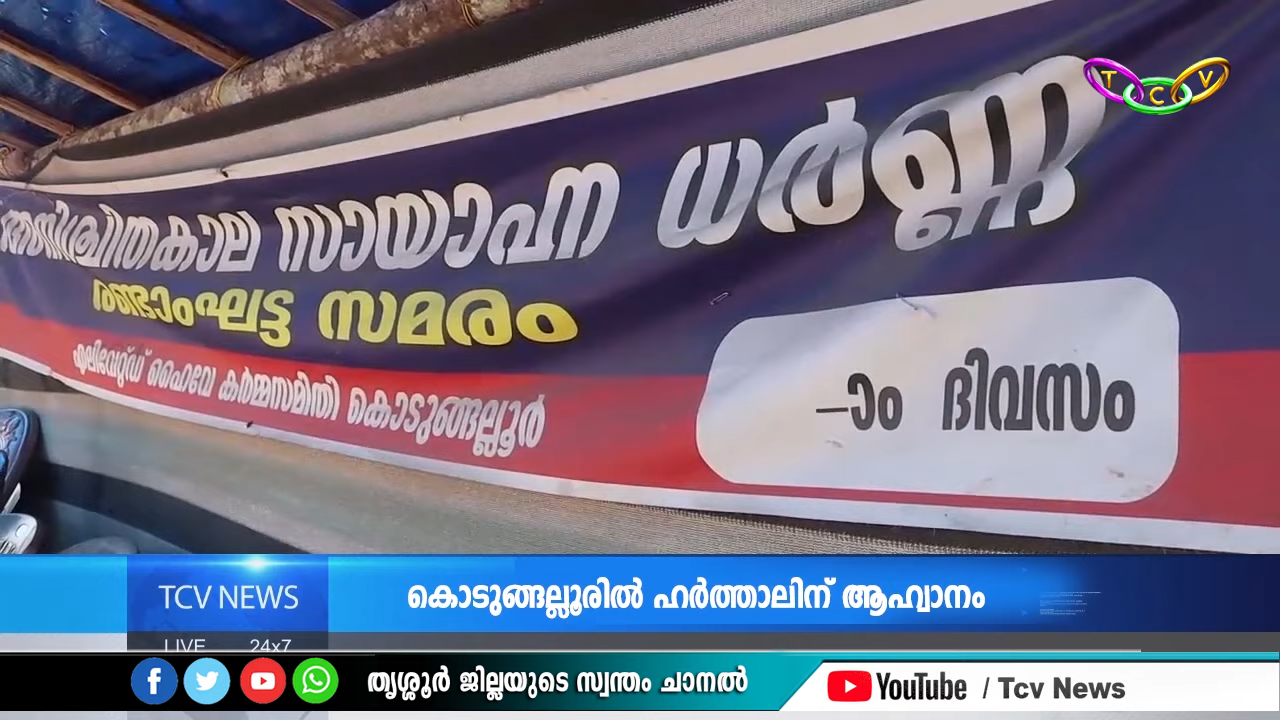 TCV
അനിശ്ചിതകാല സായാഹ്ന ധർണ്ണ
രണ്ടാംഘട്ട സമരം
എലിവേറ്റഡ് ഹൈവേ കർമ്മസമിതി കൊടുങ്ങല്ലൂർ
–ാം ദിവസം
TCV NEWS
കൊടുങ്ങല്ലൂരിൽ ഹർത്താലിന് ആഹ്വാനം
LIVE 24x7
തൃശ്ശൂർ ജില്ലയുടെ സ്വന്തം ചാനൽ
YouTube / Tcv News